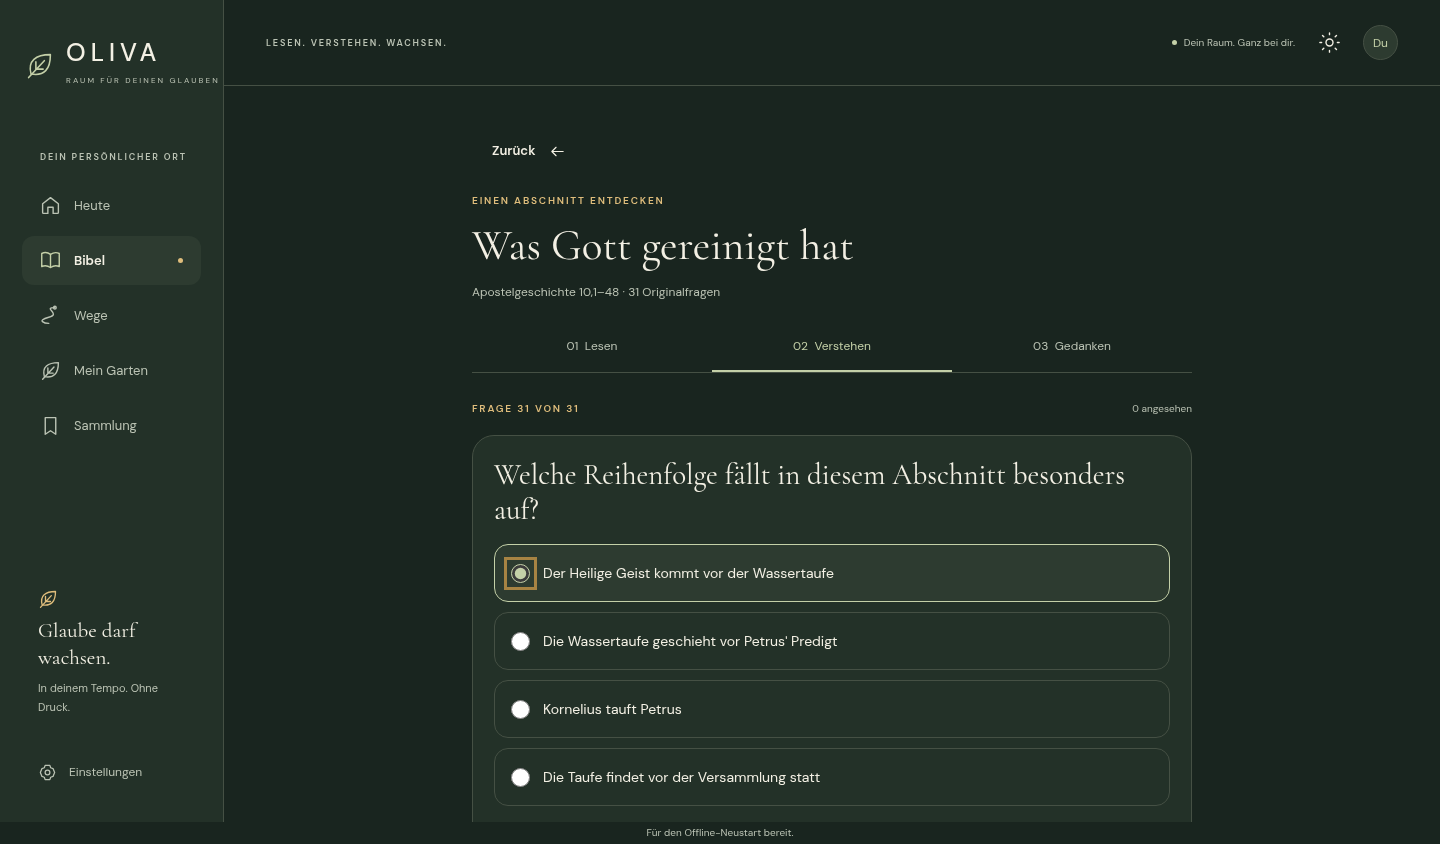 OLIVA
RAUM FÜR DEINEN GLAUBEN
DEIN PERSÖNLICHER ORT
Heute
Bibel
Wege
Mein Garten
Sammlung
Glaube darf
wachsen.
In deinem Tempo. Ohne
Druck.
Einstellungen
LESEN. VERSTEHEN. WACHSEN.
Dein Raum. Ganz bei dir.
Du
Zurück ←
EINEN ABSCHNITT ENTDECKEN
Was Gott gereinigt hat
Apostelgeschichte 10,1–48 · 31 Originalfragen
01 Lesen
02 Verstehen
03 Gedanken
FRAGE 31 VON 31
0 angesehen
Welche Reihenfolge fällt in diesem Abschnitt besonders
auf?
Der Heilige Geist kommt vor der Wassertaufe
Die Wassertaufe geschieht vor Petrus' Predigt
Kornelius tauft Petrus
Die Taufe findet vor der Versammlung statt
Für den Offline-Neustart bereit.